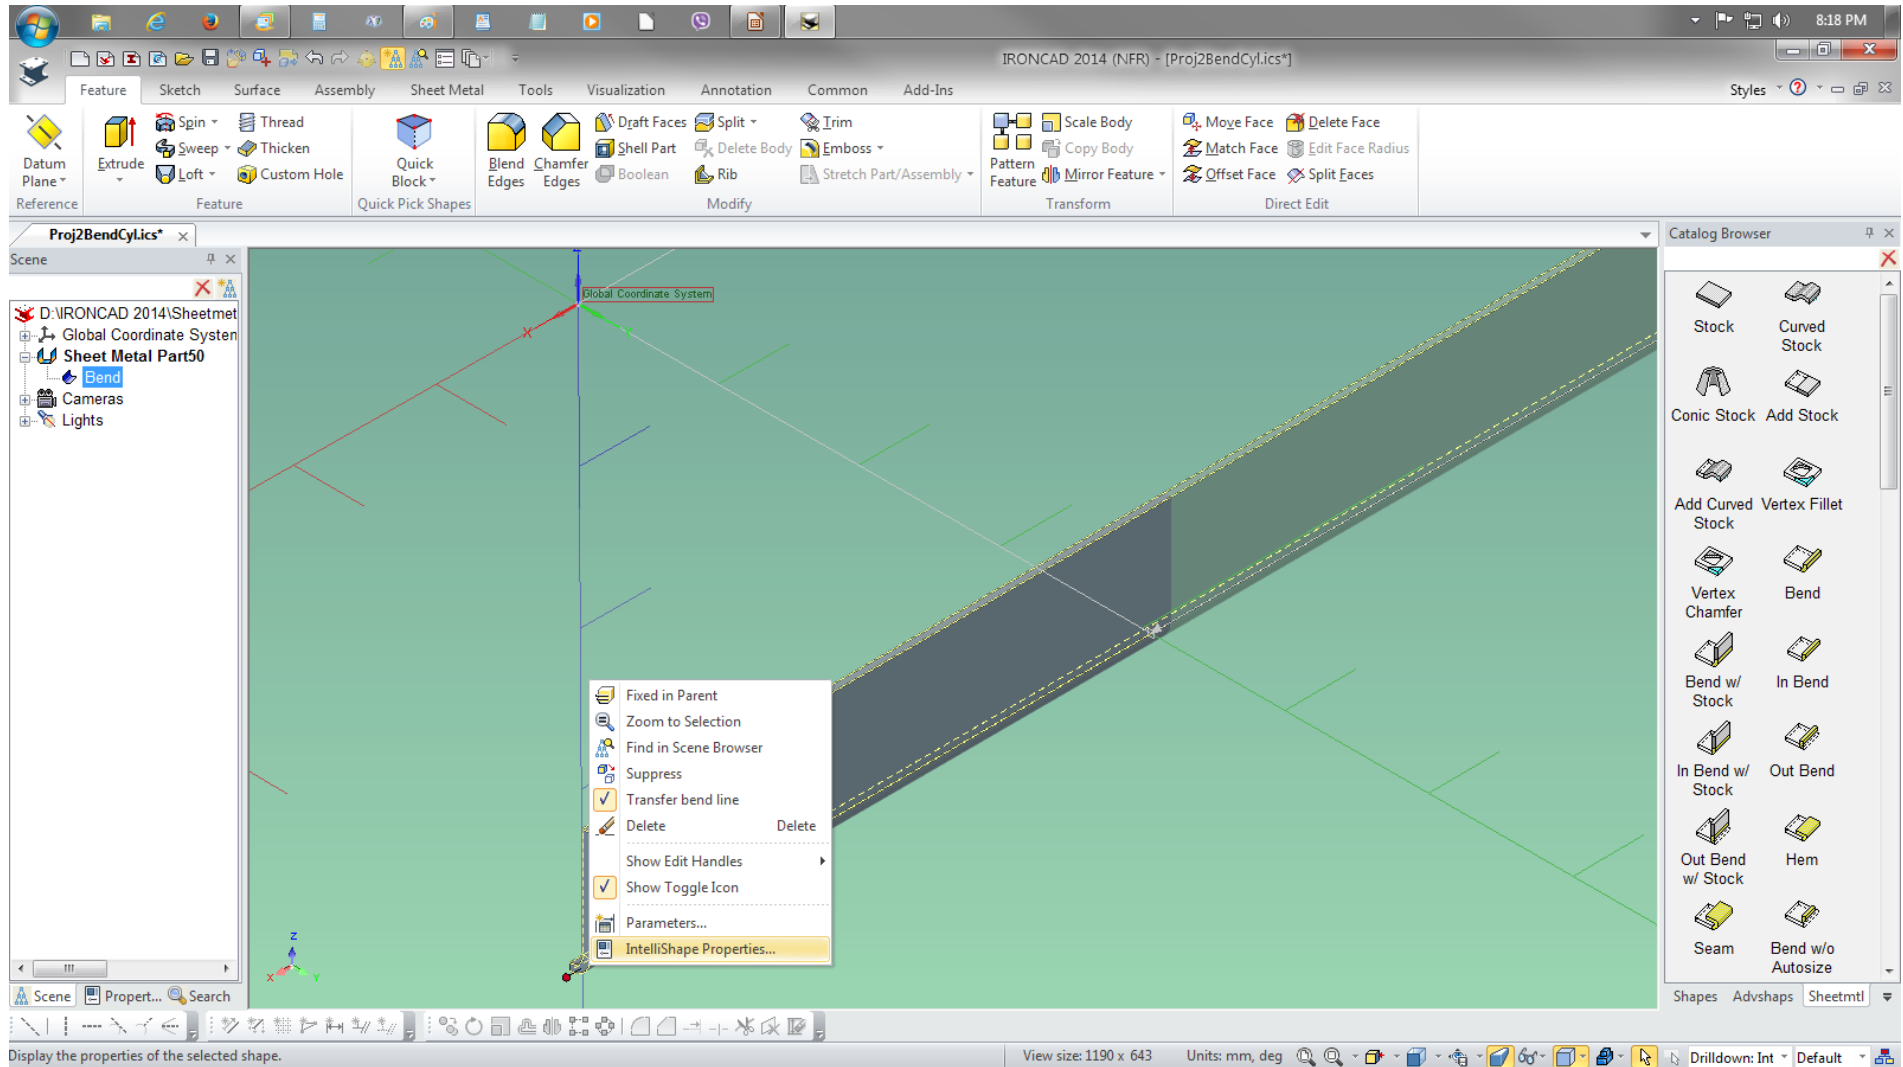 8:18 PM
IRONCAD 2014 (NFR) - [Proj2BendCyl.ics*]
Feature Sketch Surface Assembly Sheet Metal Tools Visualization Annotation Common Add-Ins Styles
Datum Plane
Extrude
Spin
Sweep
Loft
Thread
Thicken
Custom Hole
Quick Block
Blend Edges
Chamfer Edges
Draft Faces
Shell Part
Boolean
Split
Delete Body
Rib
Trim
Emboss
Stretch Part/Assembly
Pattern Feature
Scale Body
Copy Body
Mirror Feature
Move Face
Match Face
Offset Face
Delete Face
Edit Face Radius
Split Faces
Reference Feature Quick Pick Shapes Modify Transform Direct Edit
Proj2BendCyl.ics*
Scene
D:\IRONCAD 2014\Sheetmet
Global Coordinate System
Sheet Metal Part50
Bend
Cameras
Lights
Scene Propert... Search
Global Coordinate System
X
Y
Z
X
Y
Fixed in Parent
Zoom to Selection
Find in Scene Browser
Suppress
Transfer bend line
Delete Delete
Show Edit Handles
Show Toggle Icon
Parameters...
IntelliShape Properties...
Catalog Browser
Stock
Curved Stock
Conic Stock
Add Stock
Add Curved Stock
Vertex Fillet
Vertex Chamfer
Bend
Bend w/ Stock
In Bend
In Bend w/ Stock
Out Bend
Out Bend w/ Stock
Hem
Seam
Bend w/o Autosize
Shapes Advshaps Sheetmtl
Display the properties of the selected shape.
View size: 1190 x 643 Units: mm, deg Drilldown: Int Default